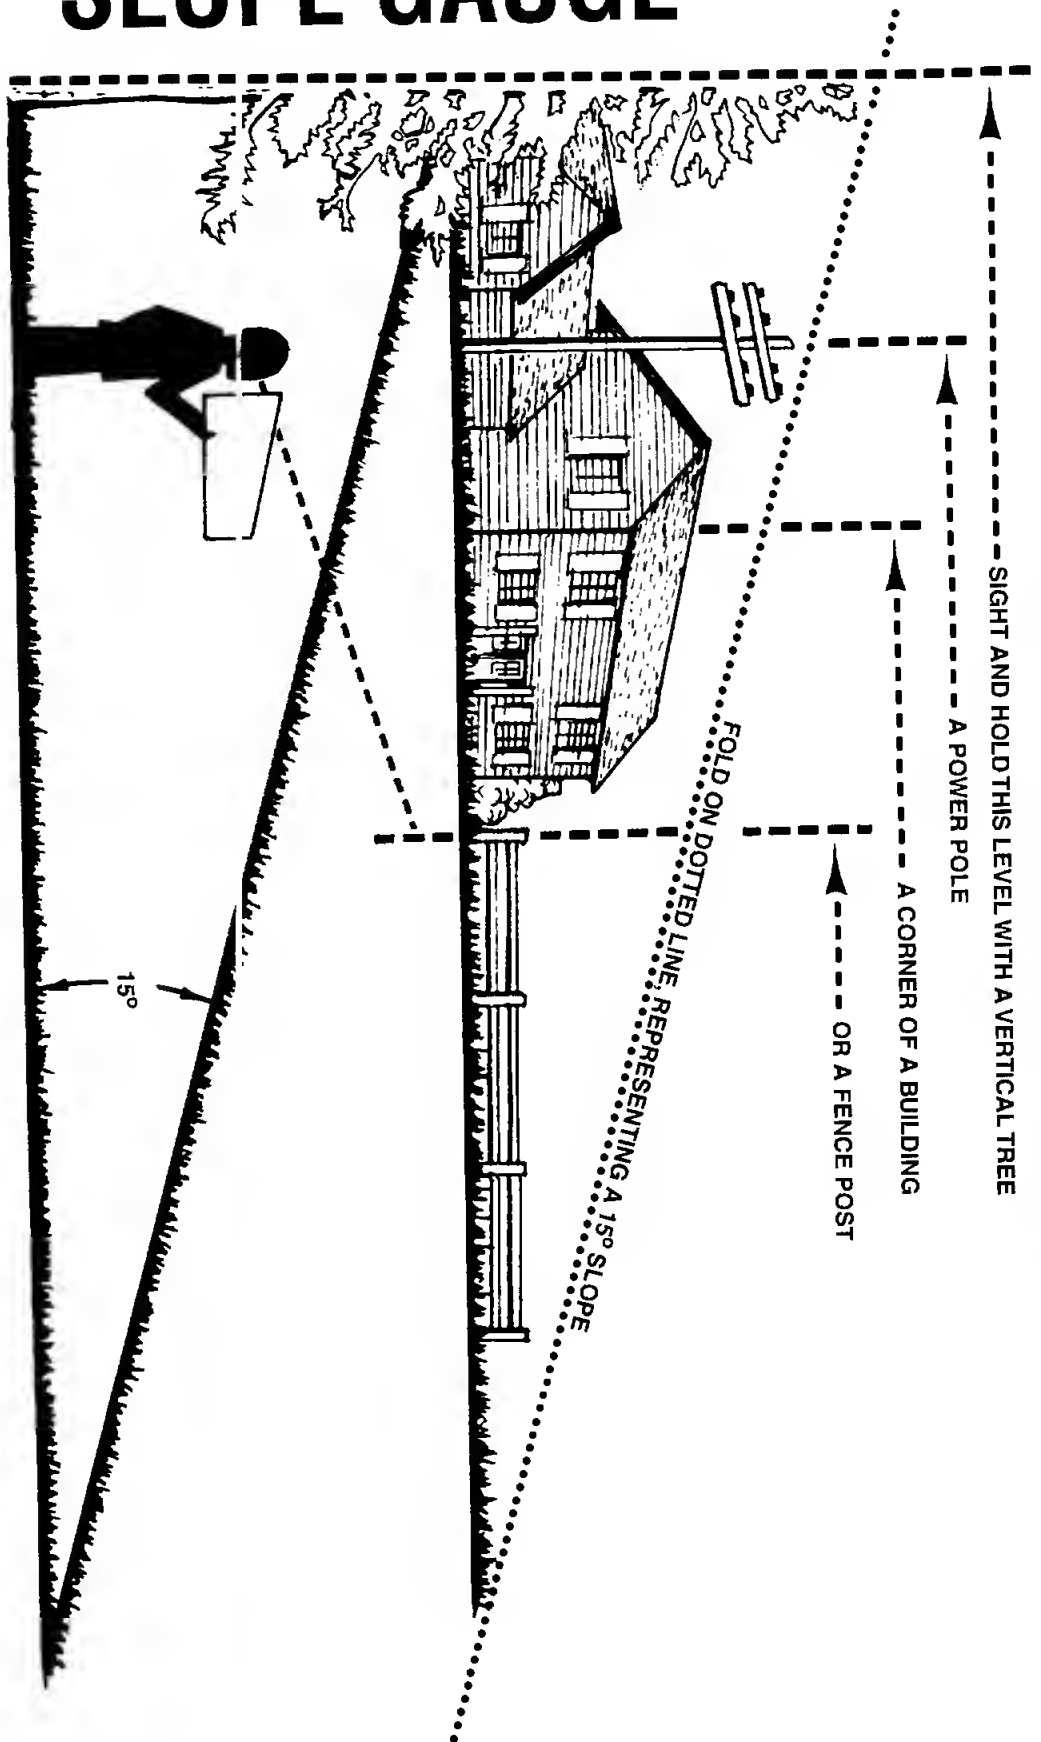 SLOPE GAUGE
SIGHT AND HOLD THIS LEVEL WITH A VERTICAL TREE
A POWER POLE
A CORNER OF A BUILDING
OR A FENCE POST
FOLD ON DOTTED LINE, REPRESENTING A 15° SLOPE
15°